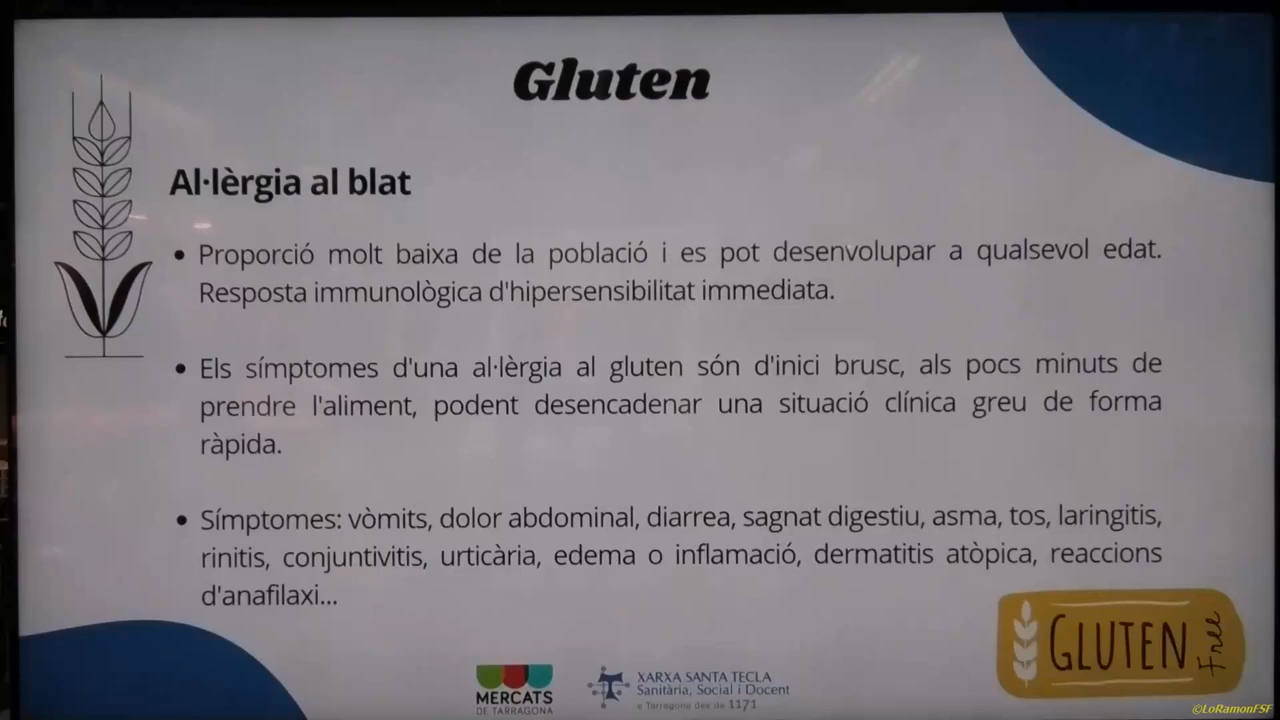 Gluten
Al·lèrgia al blat
• Proporció molt baixa de la població i es pot desenvolupar a qualsevol edat.
Resposta immunològica d'hipersensibilitat immediata.
• Els símptomes d'una al·lèrgia al gluten són d'inici brusc, als pocs minuts de
prendre l'aliment, podent desencadenar una situació clínica greu de forma
ràpida.
• Símptomes: vòmits, dolor abdominal, diarrea, sagnat digestiu, asma, tos, laringitis,
rinitis, conjuntivitis, urticària, edema o inflamació, dermatitis atòpica, reaccions
d'anafilaxi...
GLUTEN
Free
MERCATS
DE TARRAGONA
XARXA SANTA TECLA
Sanitària, Social i Docent
a Tarragona des de 1171
©LoRamonFSF